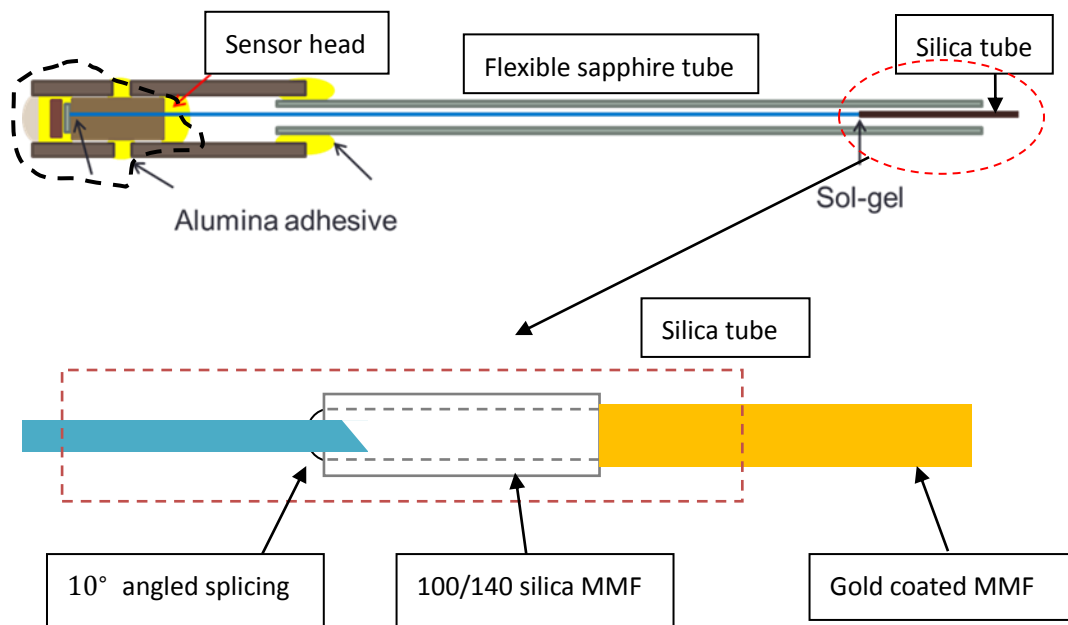 Sensor head
Flexible sapphire tube
Silica tube
Alumina adhesive
Sol-gel
Silica tube
10° angled splicing
100/140 silica MMF
Gold coated MMF